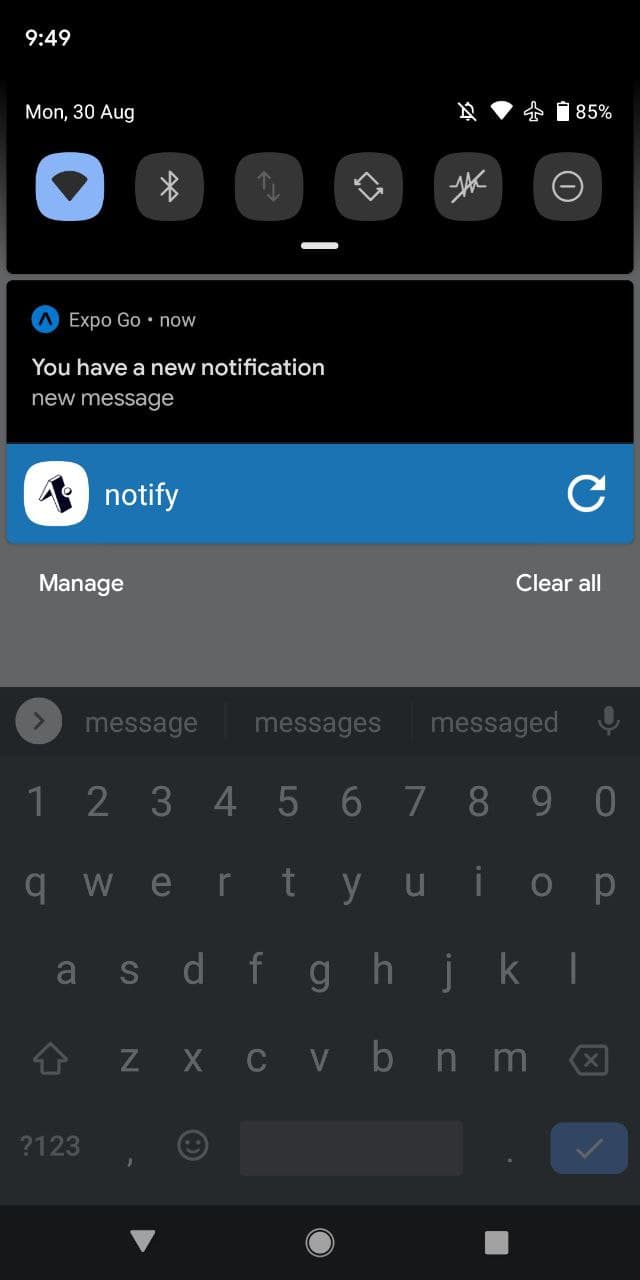 9:49
Mon, 30 Aug 85%
Expo Go • now
You have a new notification
new message
notify
Manage Clear all
message messages messaged
1 2 3 4 5 6 7 8 9 0
q w e r t y u i o p
a s d f g h j k l
z x c v b n m
?123 , .